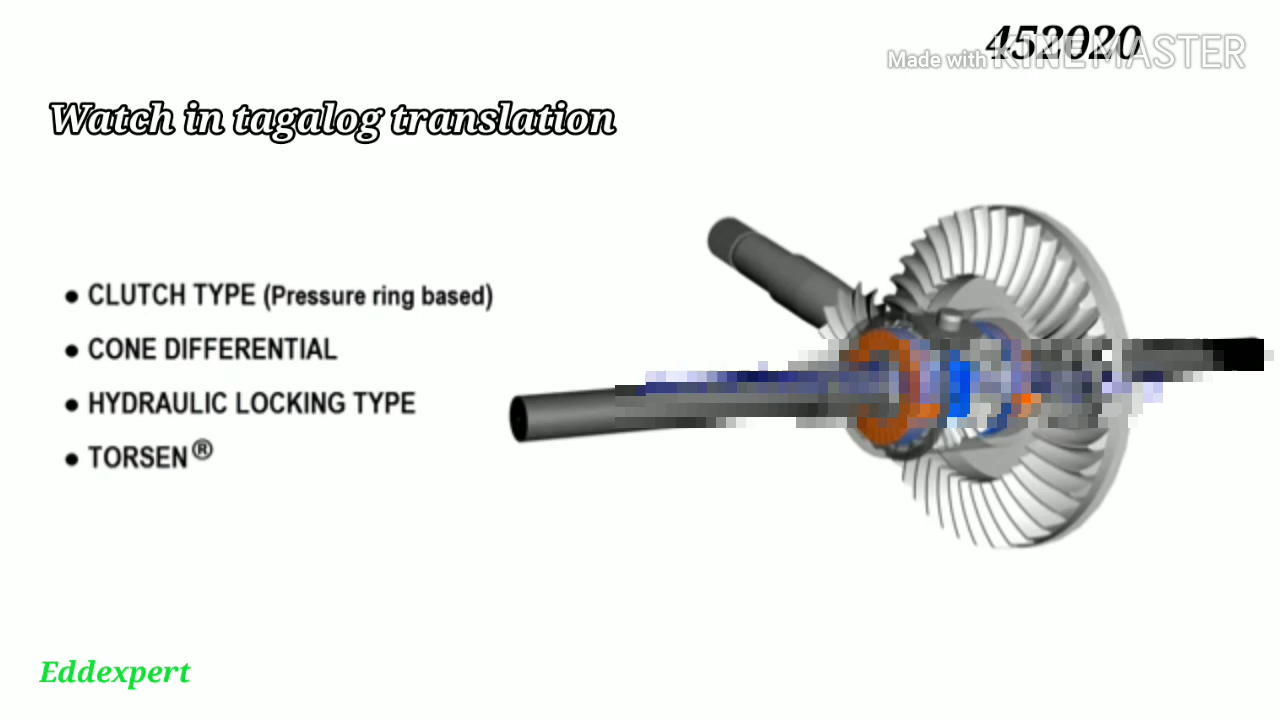 452020
Made with KINEMASTER
Watch in tagalog translation
● CLUTCH TYPE (Pressure ring based)
● CONE DIFFERENTIAL
● HYDRAULIC LOCKING TYPE
● TORSEN®
Eddexpert